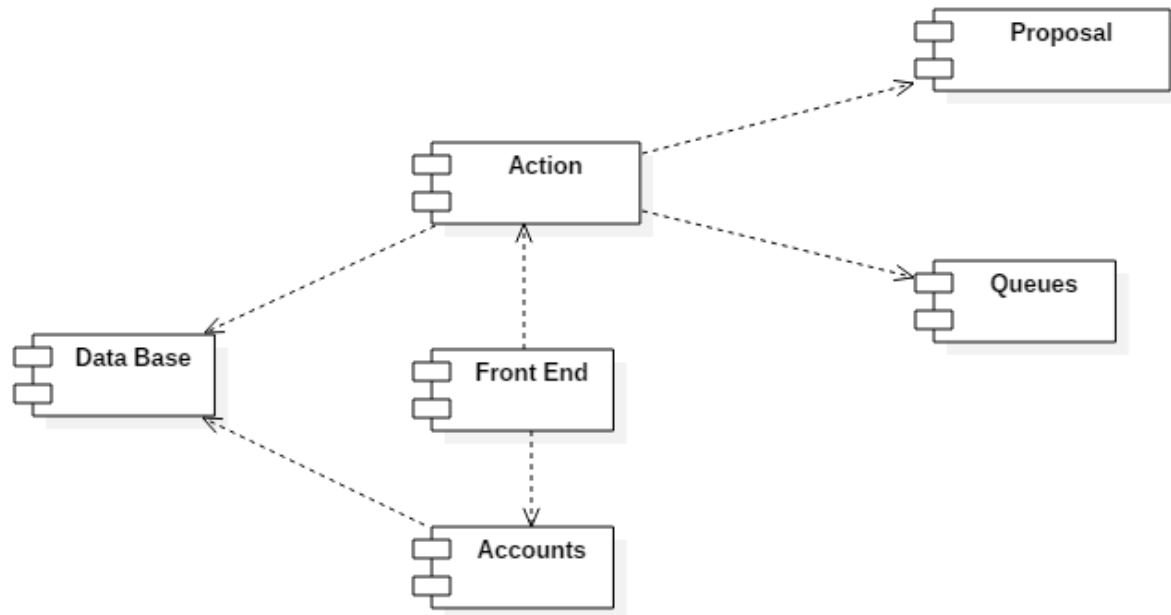 Proposal
Action
Queues
Data Base
Front End
Accounts